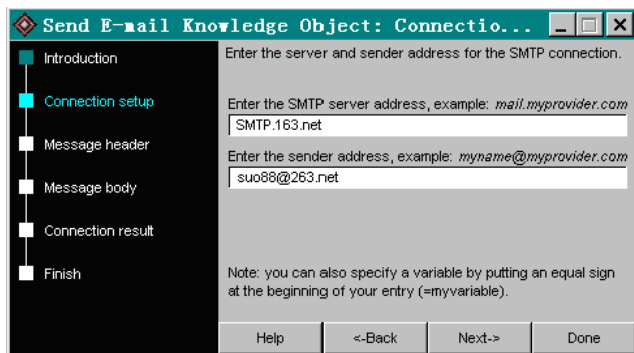 Send E-mail Knowledge Object: Connectio...
Introduction
Connection setup
Message header
Message body
Connection result
Finish
Enter the server and sender address for the SMTP connection.
Enter the SMTP server address, example: mail.myprovider.com
SMTP.163.net
Enter the sender address, example: myname@myprovider.com
suo88@263.net
Note: you can also specify a variable by putting an equal sign
at the beginning of your entry (=myvariable).
Help
<-Back
Next->
Done